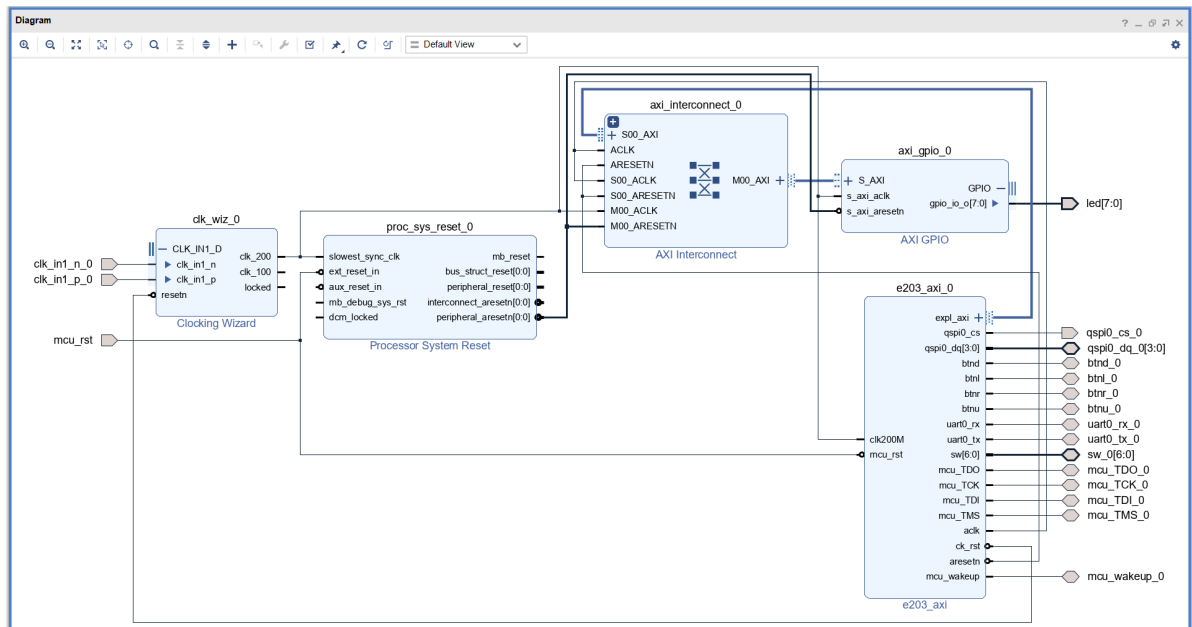 Diagram
Default View
axi_interconnect_0
S00_AXI
ACLK
ARESETN
S00_ACLK
S00_ARESETN
M00_ACLK
M00_ARESETN
M00_AXI
AXI Interconnect
axi_gpio_0
S_AXI
s_axi_aclk
s_axi_aresetn
GPIO
gpio_io_o[7:0]
AXI GPIO
led[7:0]
clk_wiz_0
CLK_IN1_D
clk_in1_n
clk_in1_p
resetn
clk_200
clk_100
locked
Clocking Wizard
clk_in1_n_0
clk_in1_p_0
mcu_rst
proc_sys_reset_0
slowest_sync_clk
ext_reset_in
aux_reset_in
mb_debug_sys_rst
dcm_locked
mb_reset
bus_struct_reset[0:0]
peripheral_reset[0:0]
interconnect_aresetn[0:0]
peripheral_aresetn[0:0]
Processor System Reset
e203_axi_0
clk200M
mcu_rst
expl_axi
qspi0_cs
qspi0_dq[3:0]
btnd
btnl
btnr
btnu
uart0_rx
uart0_tx
sw[6:0]
mcu_TDO
mcu_TCK
mcu_TDI
mcu_TMS
aclk
ck_rst
aresetn
mcu_wakeup
e203_axi
qspi0_cs_0
qspi0_dq_0[3:0]
btnd_0
btnl_0
btnr_0
btnu_0
uart0_rx_0
uart0_tx_0
sw_0[6:0]
mcu_TDO_0
mcu_TCK_0
mcu_TDI_0
mcu_TMS_0
mcu_wakeup_0